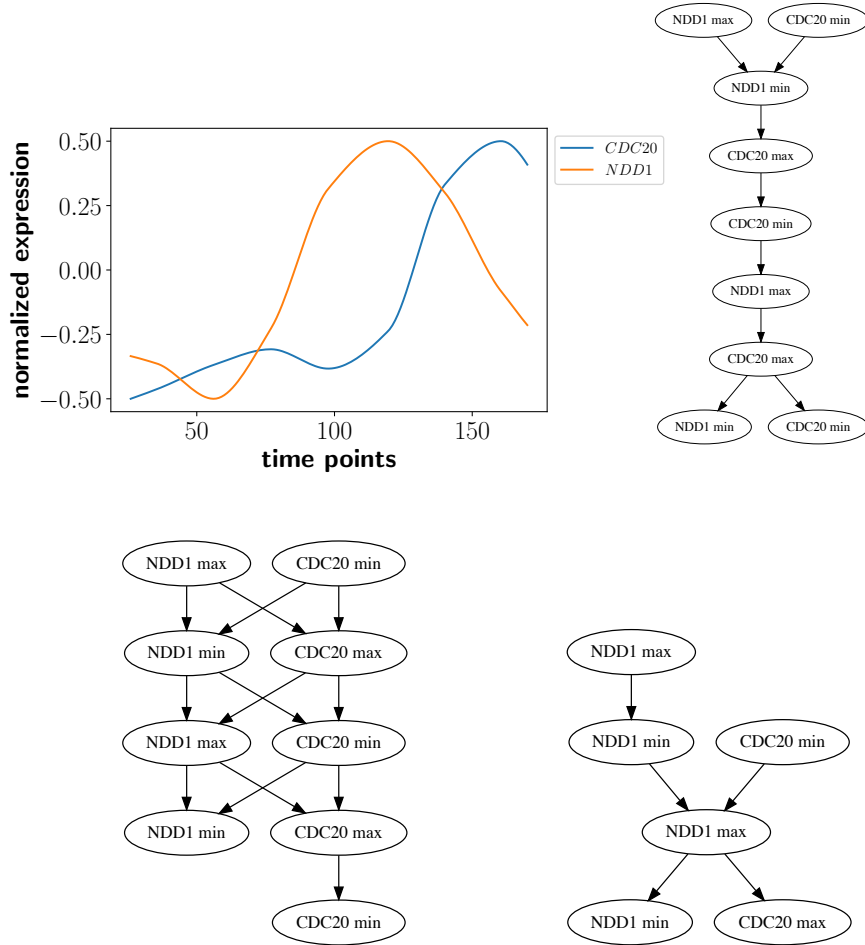 NDD1 max CDC20 min
NDD1 min
CDC20 max
CDC20 min
NDD1 max
CDC20 max
NDD1 min CDC20 min
normalized expression
0.50
0.25
0.00
−0.25
−0.50
50 100 150
time points
CDC20
NDD1
NDD1 max CDC20 min
NDD1 min CDC20 max
NDD1 max CDC20 min
NDD1 min CDC20 max
CDC20 min
NDD1 max
NDD1 min CDC20 min
NDD1 max
NDD1 min CDC20 max